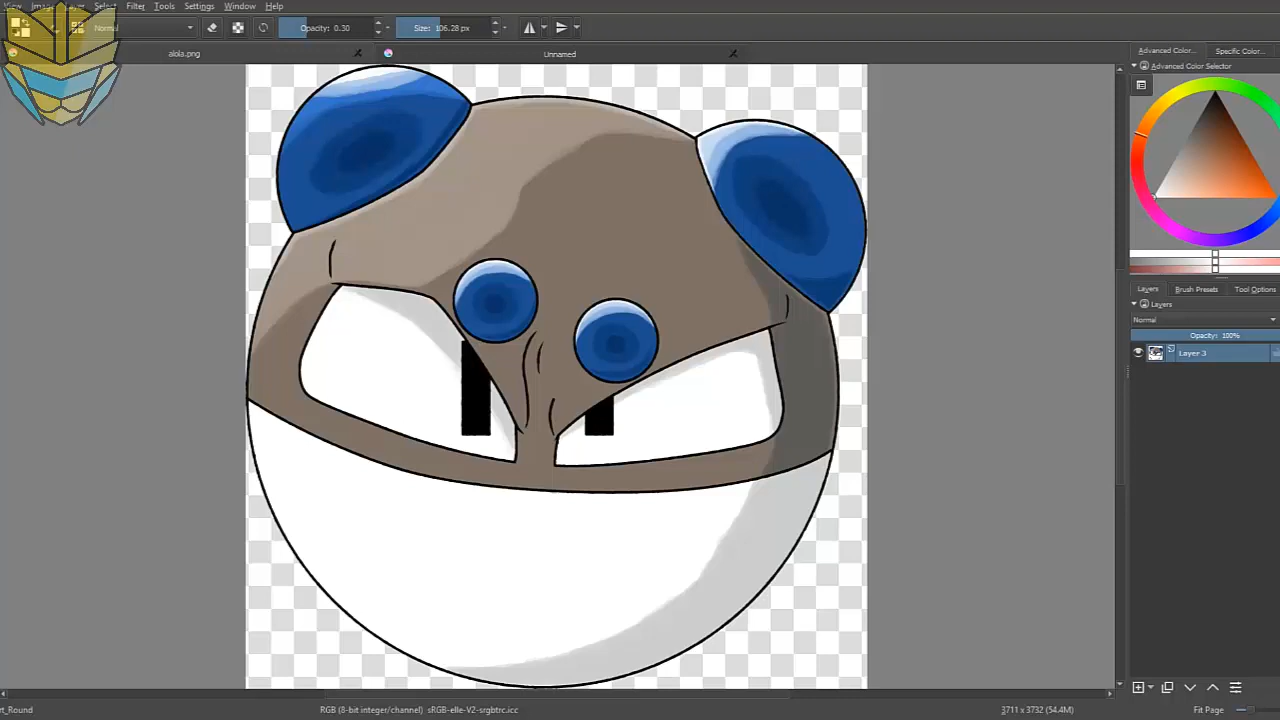 View Image Layer Select Filter Tools Settings Window Help
Normal Opacity: 0.30 Size: 106.28 px
alola.png Unnamed
Advanced Color... Specific Color...
Advanced Color Selector
Layers Brush Presets Tool Options
Layers
Normal
Opacity: 100%
Layer 3
rt_Round RGB (8-bit integer/channel) sRGB-elle-V2-srgbtrc.icc 3711 x 3732 (54.4M) Fit Page